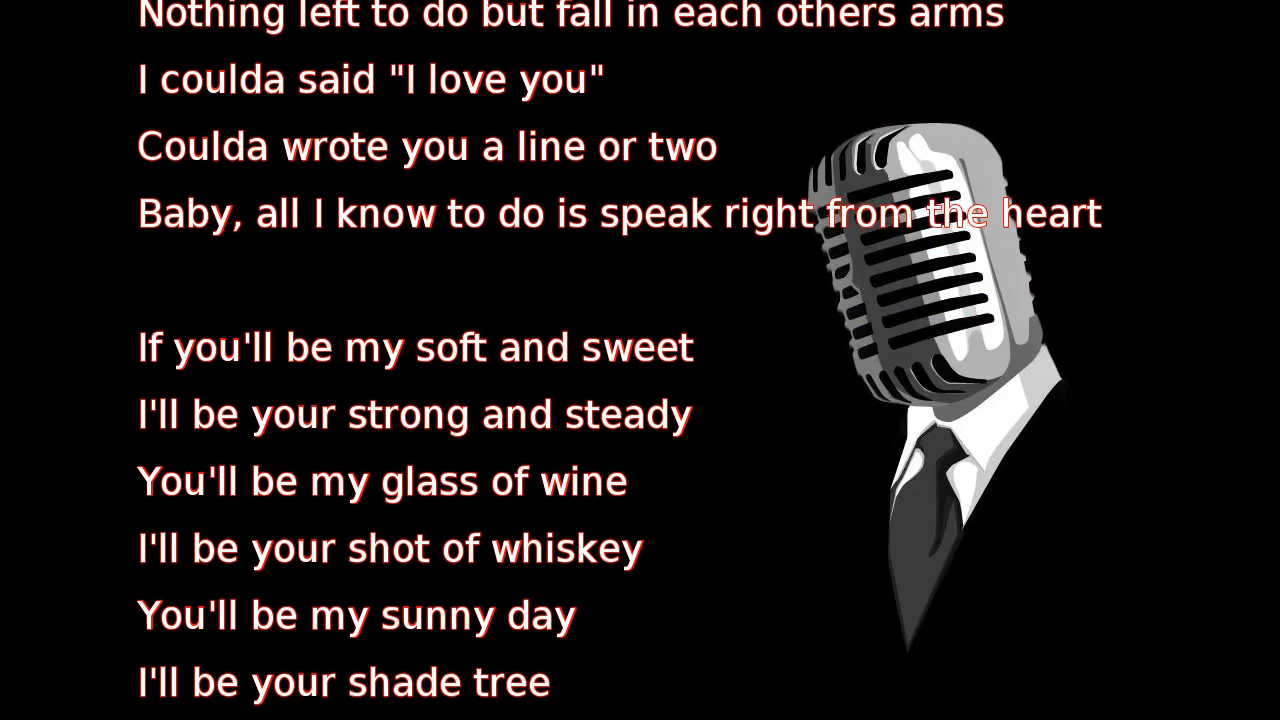 Nothing left to do but fall in each others arms
I coulda said "I love you"
Coulda wrote you a line or two
Baby, all I know to do is speak right from the heart
If you'll be my soft and sweet
I'll be your strong and steady
You'll be my glass of wine
I'll be your shot of whiskey
You'll be my sunny day
I'll be your shade tree